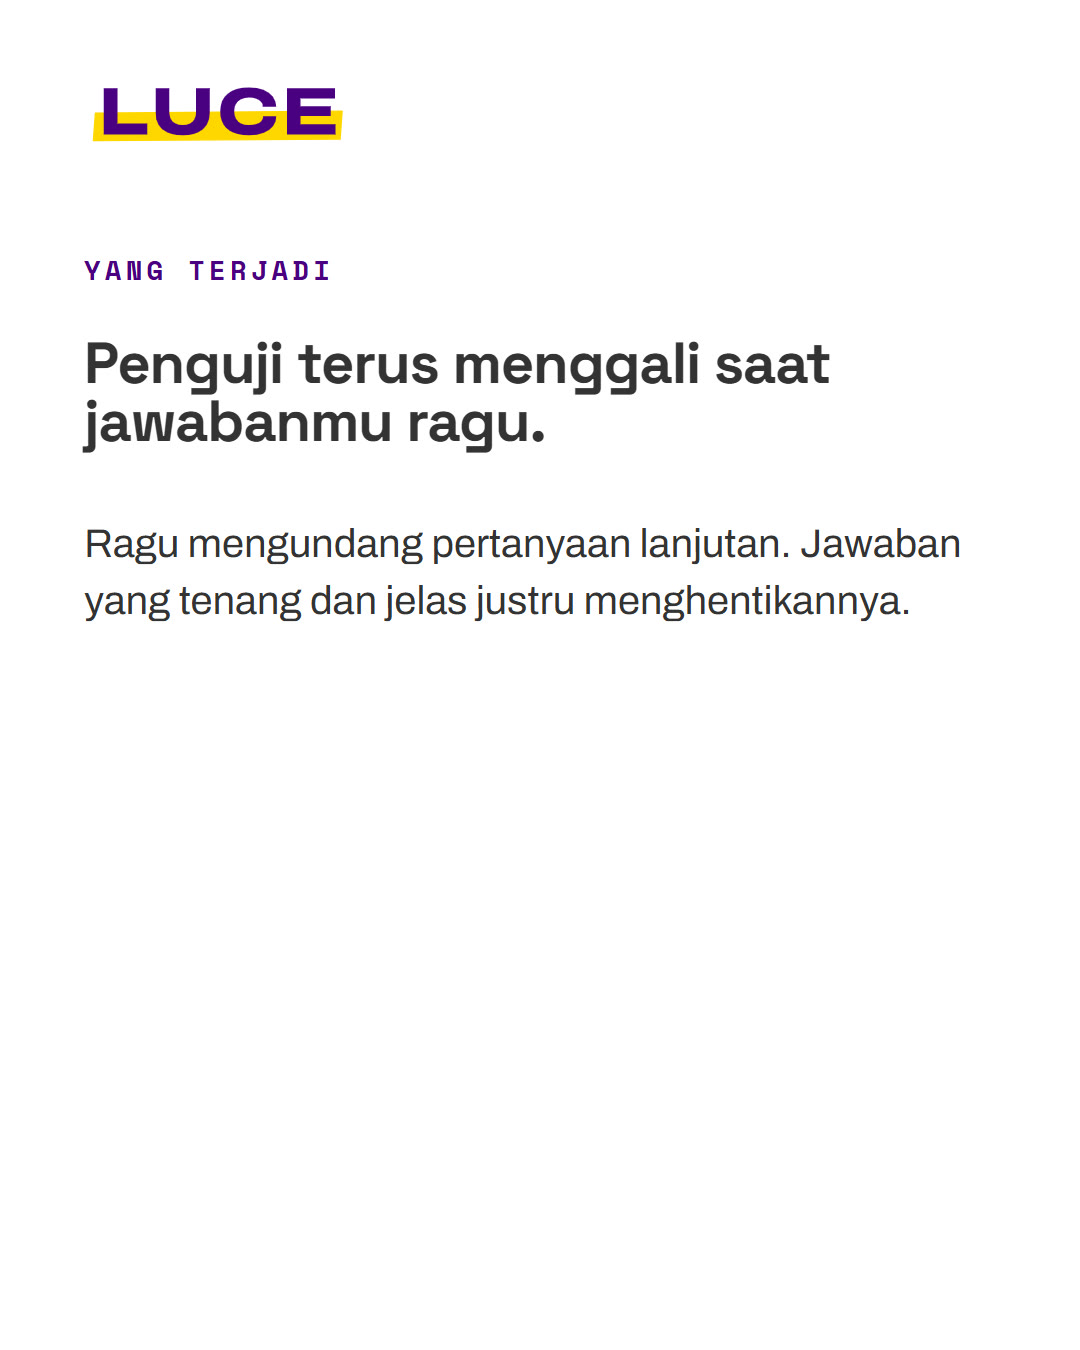 LUCE
YANG TERJADI
Penguji terus menggali saat
jawabanmu ragu.
Ragu mengundang pertanyaan lanjutan. Jawaban
yang tenang dan jelas justru menghentikannya.